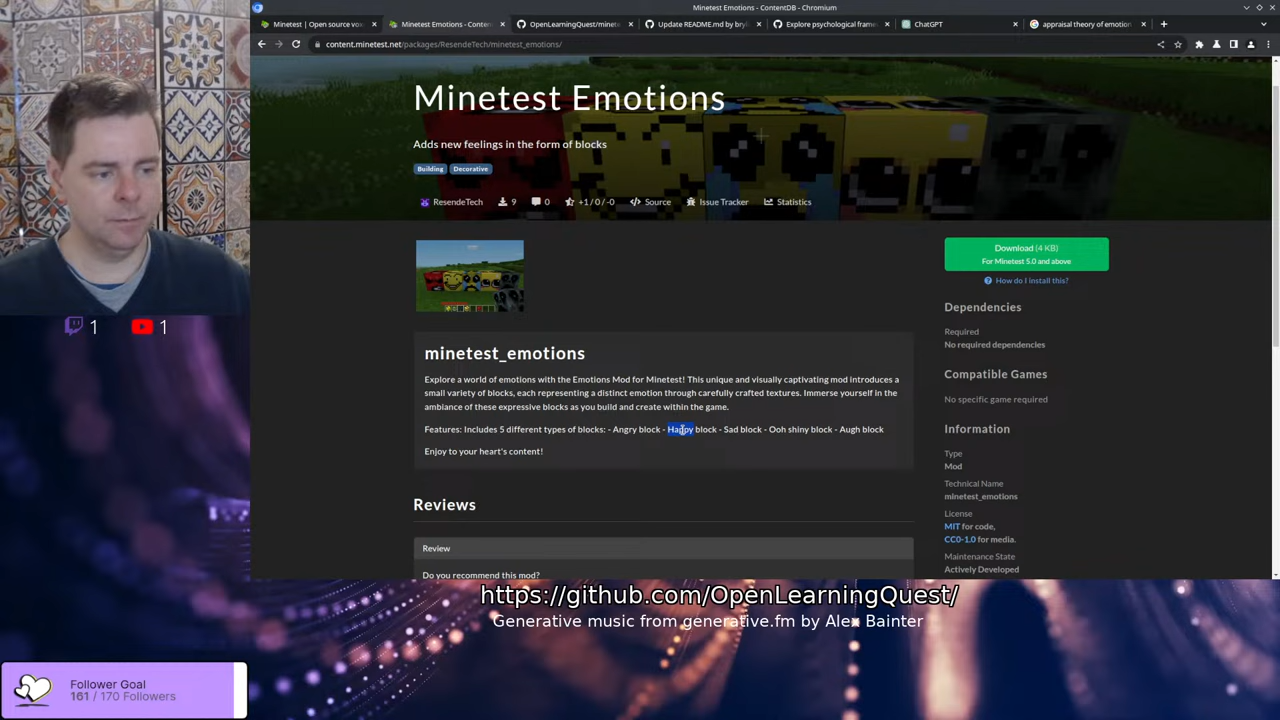 Minetest Emotions - ContentDB - Chromium
Minetest | Open source vox
Minetest Emotions - Conten
OpenLearningQuest/minete
Update README.md by bryl
Explore psychological fram
ChatGPT
appraisal theory of emotion
content.minetest.net/packages/ResendeTech/minetest_emotions/
Minetest Emotions
Adds new feelings in the form of blocks
Building Decorative
ResendeTech 9 0 +1 / 0 / -0 Source Issue Tracker Statistics
Download (4 KB)
For Minetest 5.0 and above
How do I install this?
Dependencies
Required
No required dependencies
Compatible Games
No specific game required
Information
Type
Mod
Technical Name
minetest_emotions
License
MIT for code,
CC0-1.0 for media.
Maintenance State
Actively Developed
minetest_emotions
Explore a world of emotions with the Emotions Mod for Minetest! This unique and visually captivating mod introduces a
small variety of blocks, each representing a distinct emotion through carefully crafted textures. Immerse yourself in the
ambiance of these expressive blocks as you build and create within the game.
Features: Includes 5 different types of blocks: - Angry block - Happy block - Sad block - Ooh shiny block - Augh block
Enjoy to your heart's content!
Reviews
Review
Do you recommend this mod?
1 1
https://github.com/OpenLearningQuest/
Generative music from generative.fm by Alex Bainter
Follower Goal
161 / 170 Followers